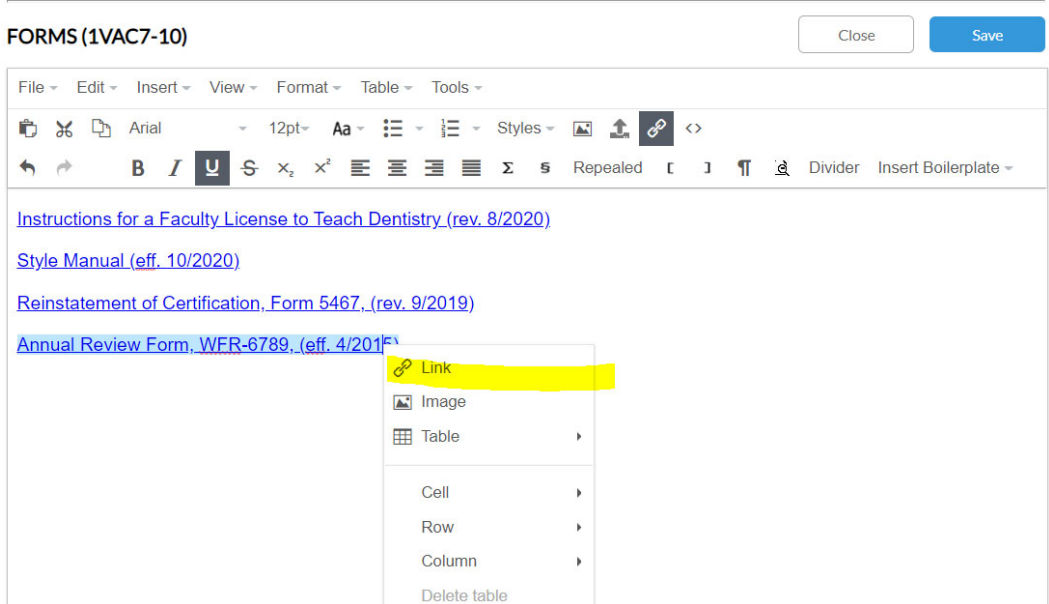 FORMS (1VAC7-10)
Close
Save
File Edit Insert View Format Table Tools
Arial 12pt Aa Styles <>
B I U S x₂ x² Σ § Repealed [ ] ¶ Divider Insert Boilerplate
Instructions for a Faculty License to Teach Dentistry (rev. 8/2020)
Style Manual (eff. 10/2020)
Reinstatement of Certification, Form 5467, (rev. 9/2019)
Annual Review Form, WFR-6789, (eff. 4/2015)
Link
Image
Table
Cell
Row
Column
Delete table